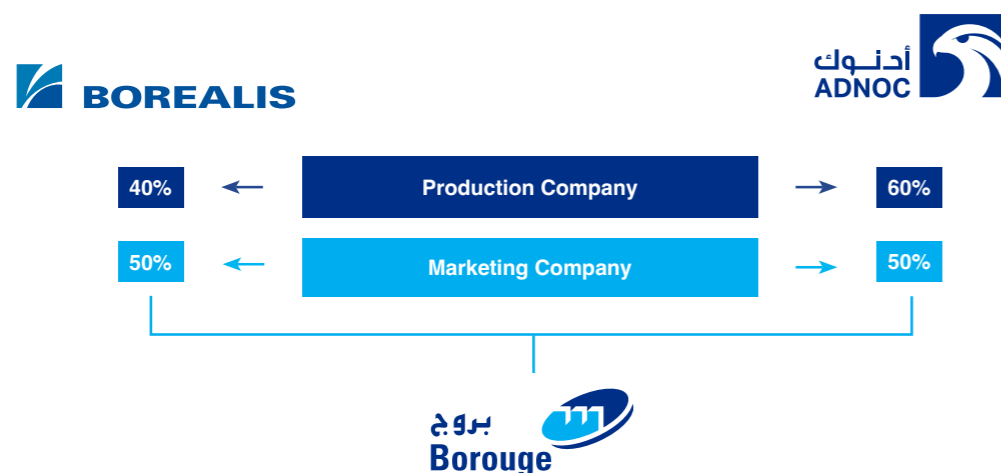 BOREALIS
أدنـوك
ADNOC
40%
Production Company
60%
50%
Marketing Company
50%
بروج
Borouge